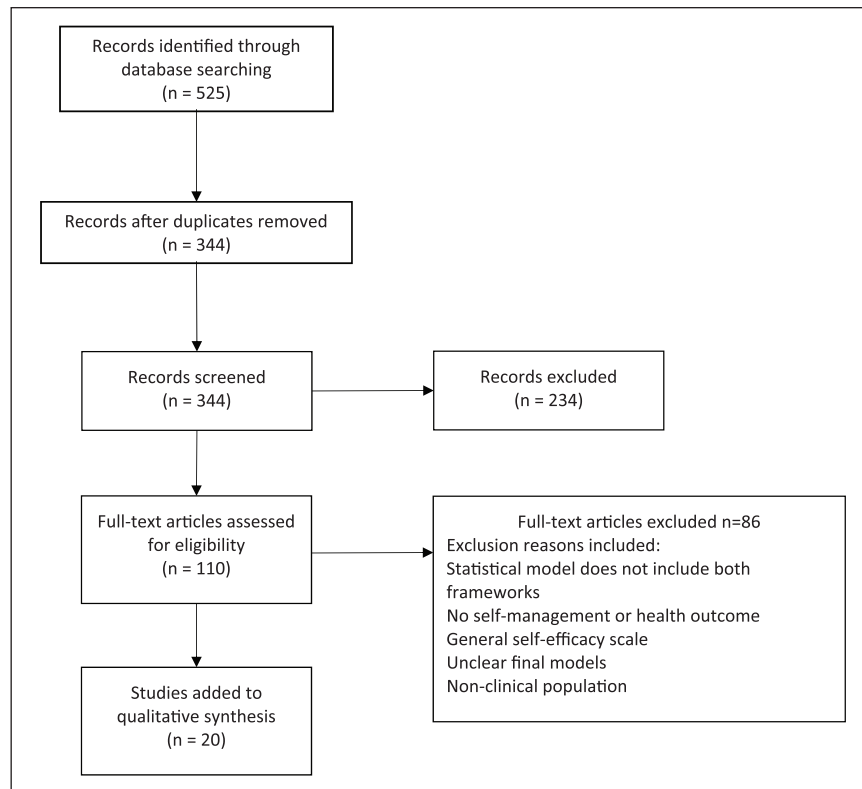 Records identified through
database searching
(n = 525)
Records after duplicates removed
(n = 344)
Records screened
(n = 344)
Records excluded
(n = 234)
Full-text articles assessed
for eligibility
(n = 110)
Full-text articles excluded n=86
Exclusion reasons included:
Statistical model does not include both
frameworks
No self-management or health outcome
General self-efficacy scale
Unclear final models
Non-clinical population
Studies added to
qualitative synthesis
(n = 20)